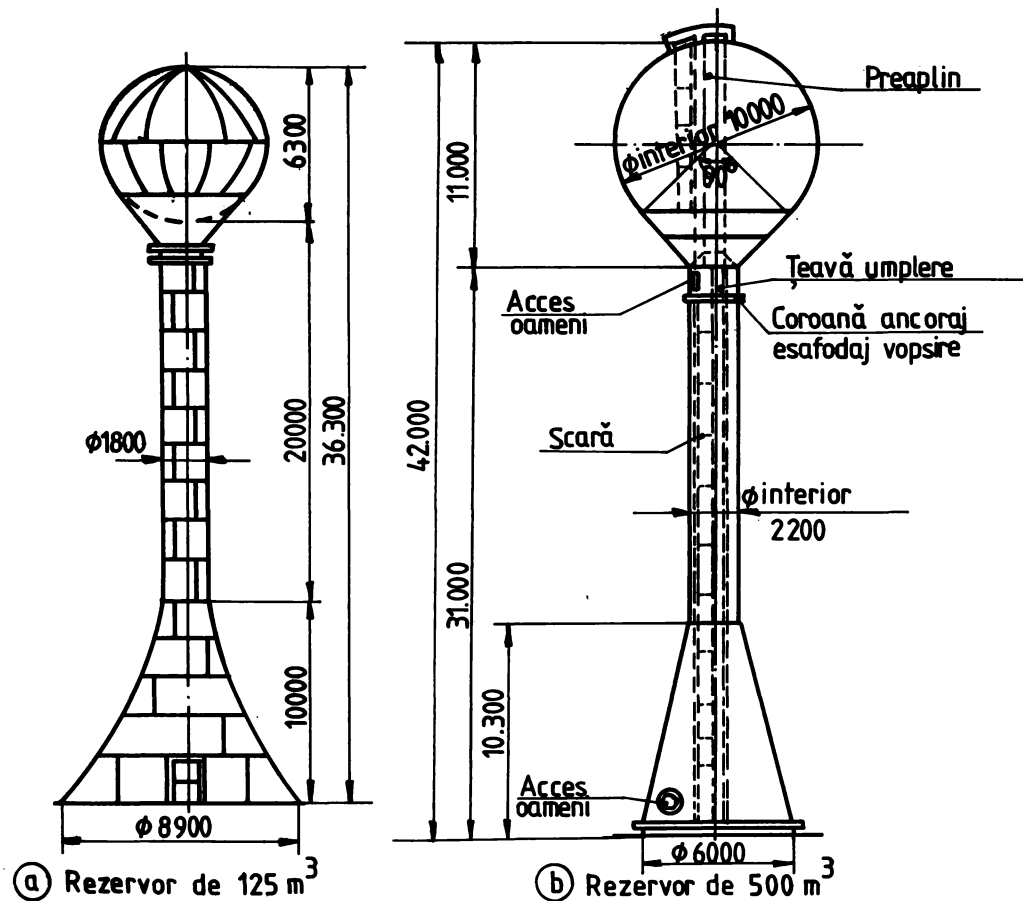 6300
36.300
20000
ϕ1800
10000
ϕ8900
ⓐ Rezervor de 125 m³
Preaplin
ϕinterior 10000
11.000
Țeavă umplere
Acces
oameni
Coroană ancoraj
esafodaj vopsire
42.000
Scară
ϕinterior
2200
31.000
10.300
Acces
oameni
ϕ6000
ⓑ Rezervor de 500 m³